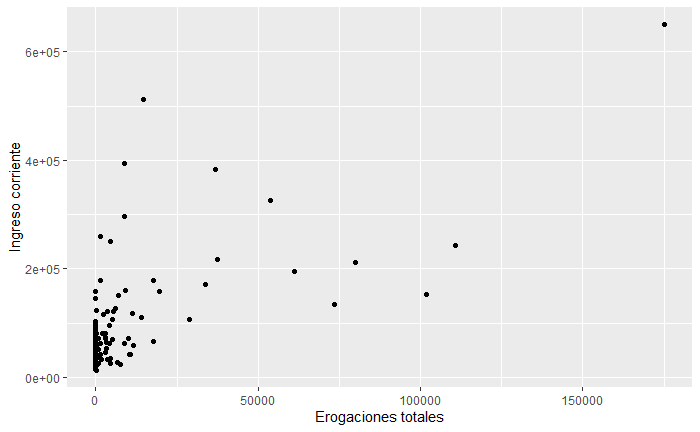 6e+05
4e+05
2e+05
0e+00
Ingreso corriente
0 50000 100000 150000
Erogaciones totales